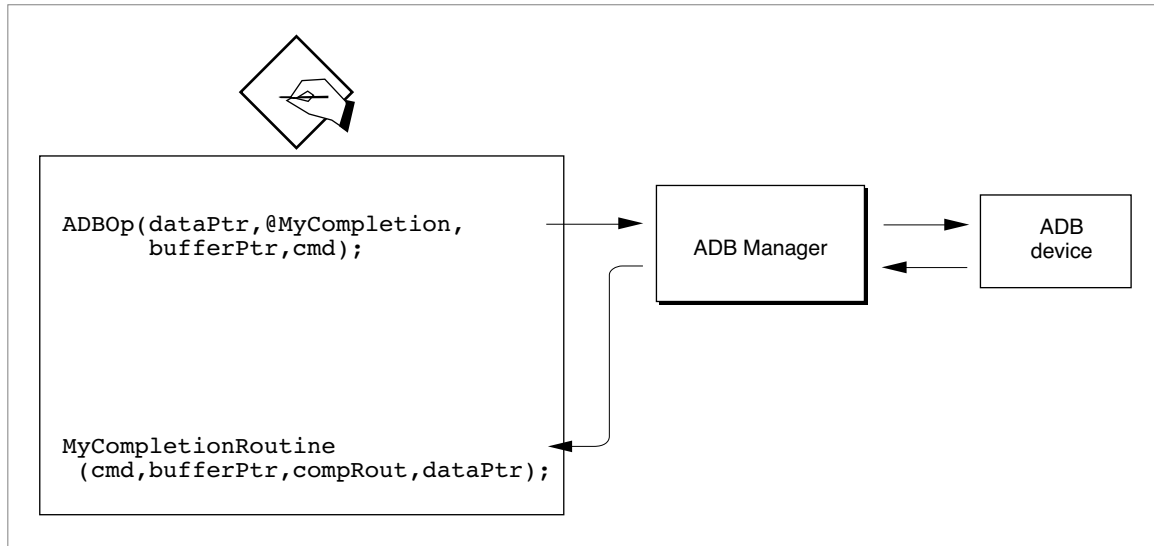 ADBOp(dataPtr,@MyCompletion,
bufferPtr,cmd);
ADB Manager
ADB
device
MyCompletionRoutine
(cmd,bufferPtr,compRout,dataPtr);